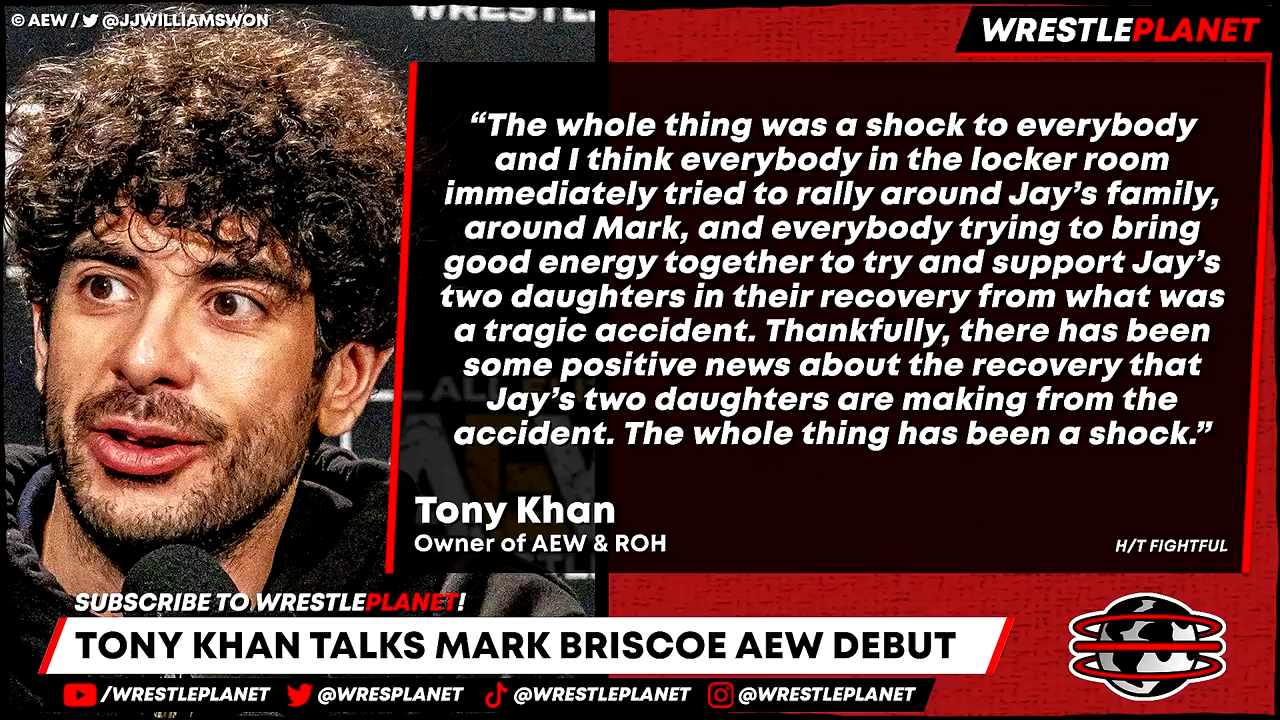 © AEW / @JJWILLIAMSWON
WRESTL
WRESTLEPLANET
“The whole thing was a shock to everybody
and I think everybody in the locker room
immediately tried to rally around Jay’s family,
around Mark, and everybody trying to bring
good energy together to try and support Jay’s
two daughters in their recovery from what was
a tragic accident. Thankfully, there has been
some positive news about the recovery that
Jay’s two daughters are making from the
accident. The whole thing has been a shock.”
Tony Khan
Owner of AEW & ROH
H/T FIGHTFUL
SUBSCRIBE TO WRESTLEPLANET!
TONY KHAN TALKS MARK BRISCOE AEW DEBUT
/WRESTLEPLANET @WRESPLANET @WRESTLEPLANET @WRESTLEPLANET